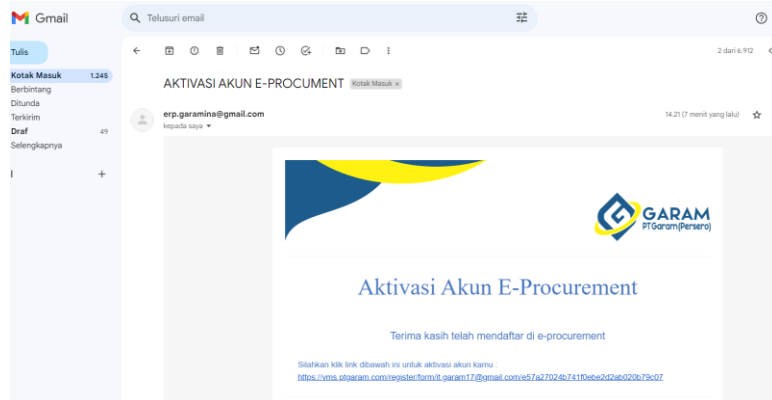 Gmail
Telusuri email
Tulis
2 dari 6.912
Kotak Masuk 1.245
Berbintang
Ditunda
Terkirim
Draf 49
Selengkapnya
AKTIVASI AKUN E-PROCUMENT Kotak Masuk ×
erp.garamina@gmail.com
14.21 (7 menit yang lalu)
kepada saya
GARAM
PTGaram(Persero)
Aktivasi Akun E-Procurement
Terima kasih telah mendaftar di e-procurement
Silahkan klik link dibawah ini untuk aktivasi akun kamu :
https://vms.ptgaram.com/register/form/it.garam17@gmail.com/e57a27024b741f0ebe2d2ab020b79c07